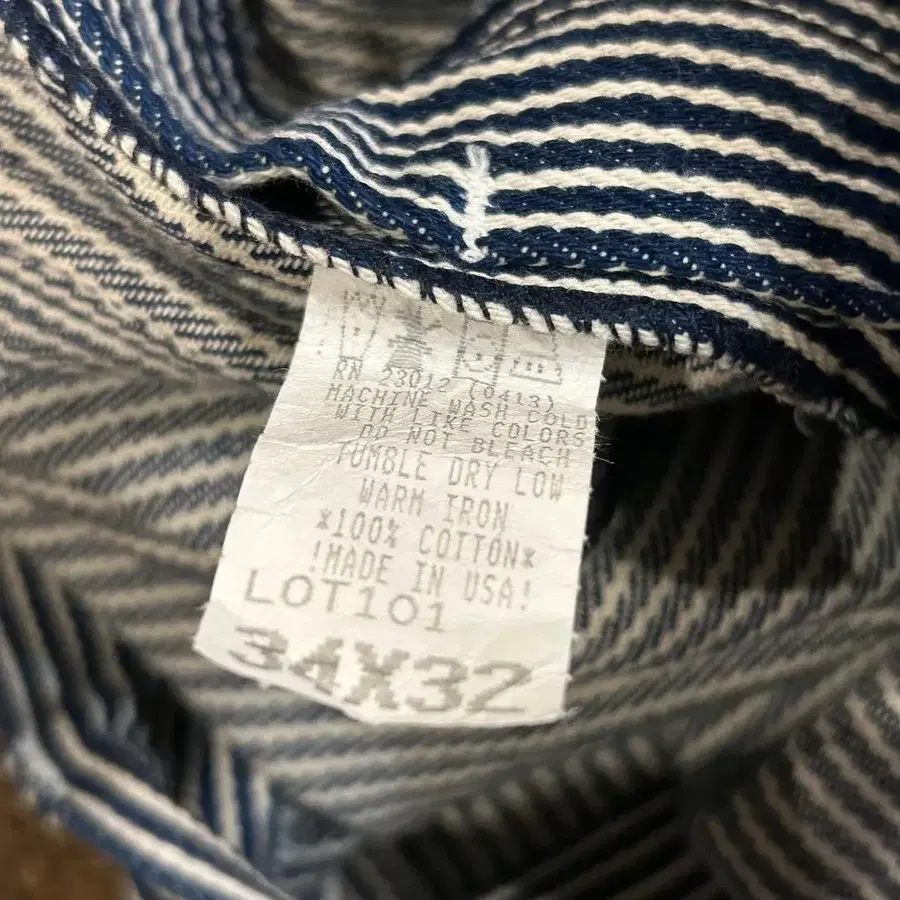 RN 23012 (0413)
MACHINE WASH COLD
WITH LIKE COLORS
DO NOT BLEACH
TUMBLE DRY LOW
WARM IRON
*100% COTTON*
!MADE IN USA!
LOT101
34X32